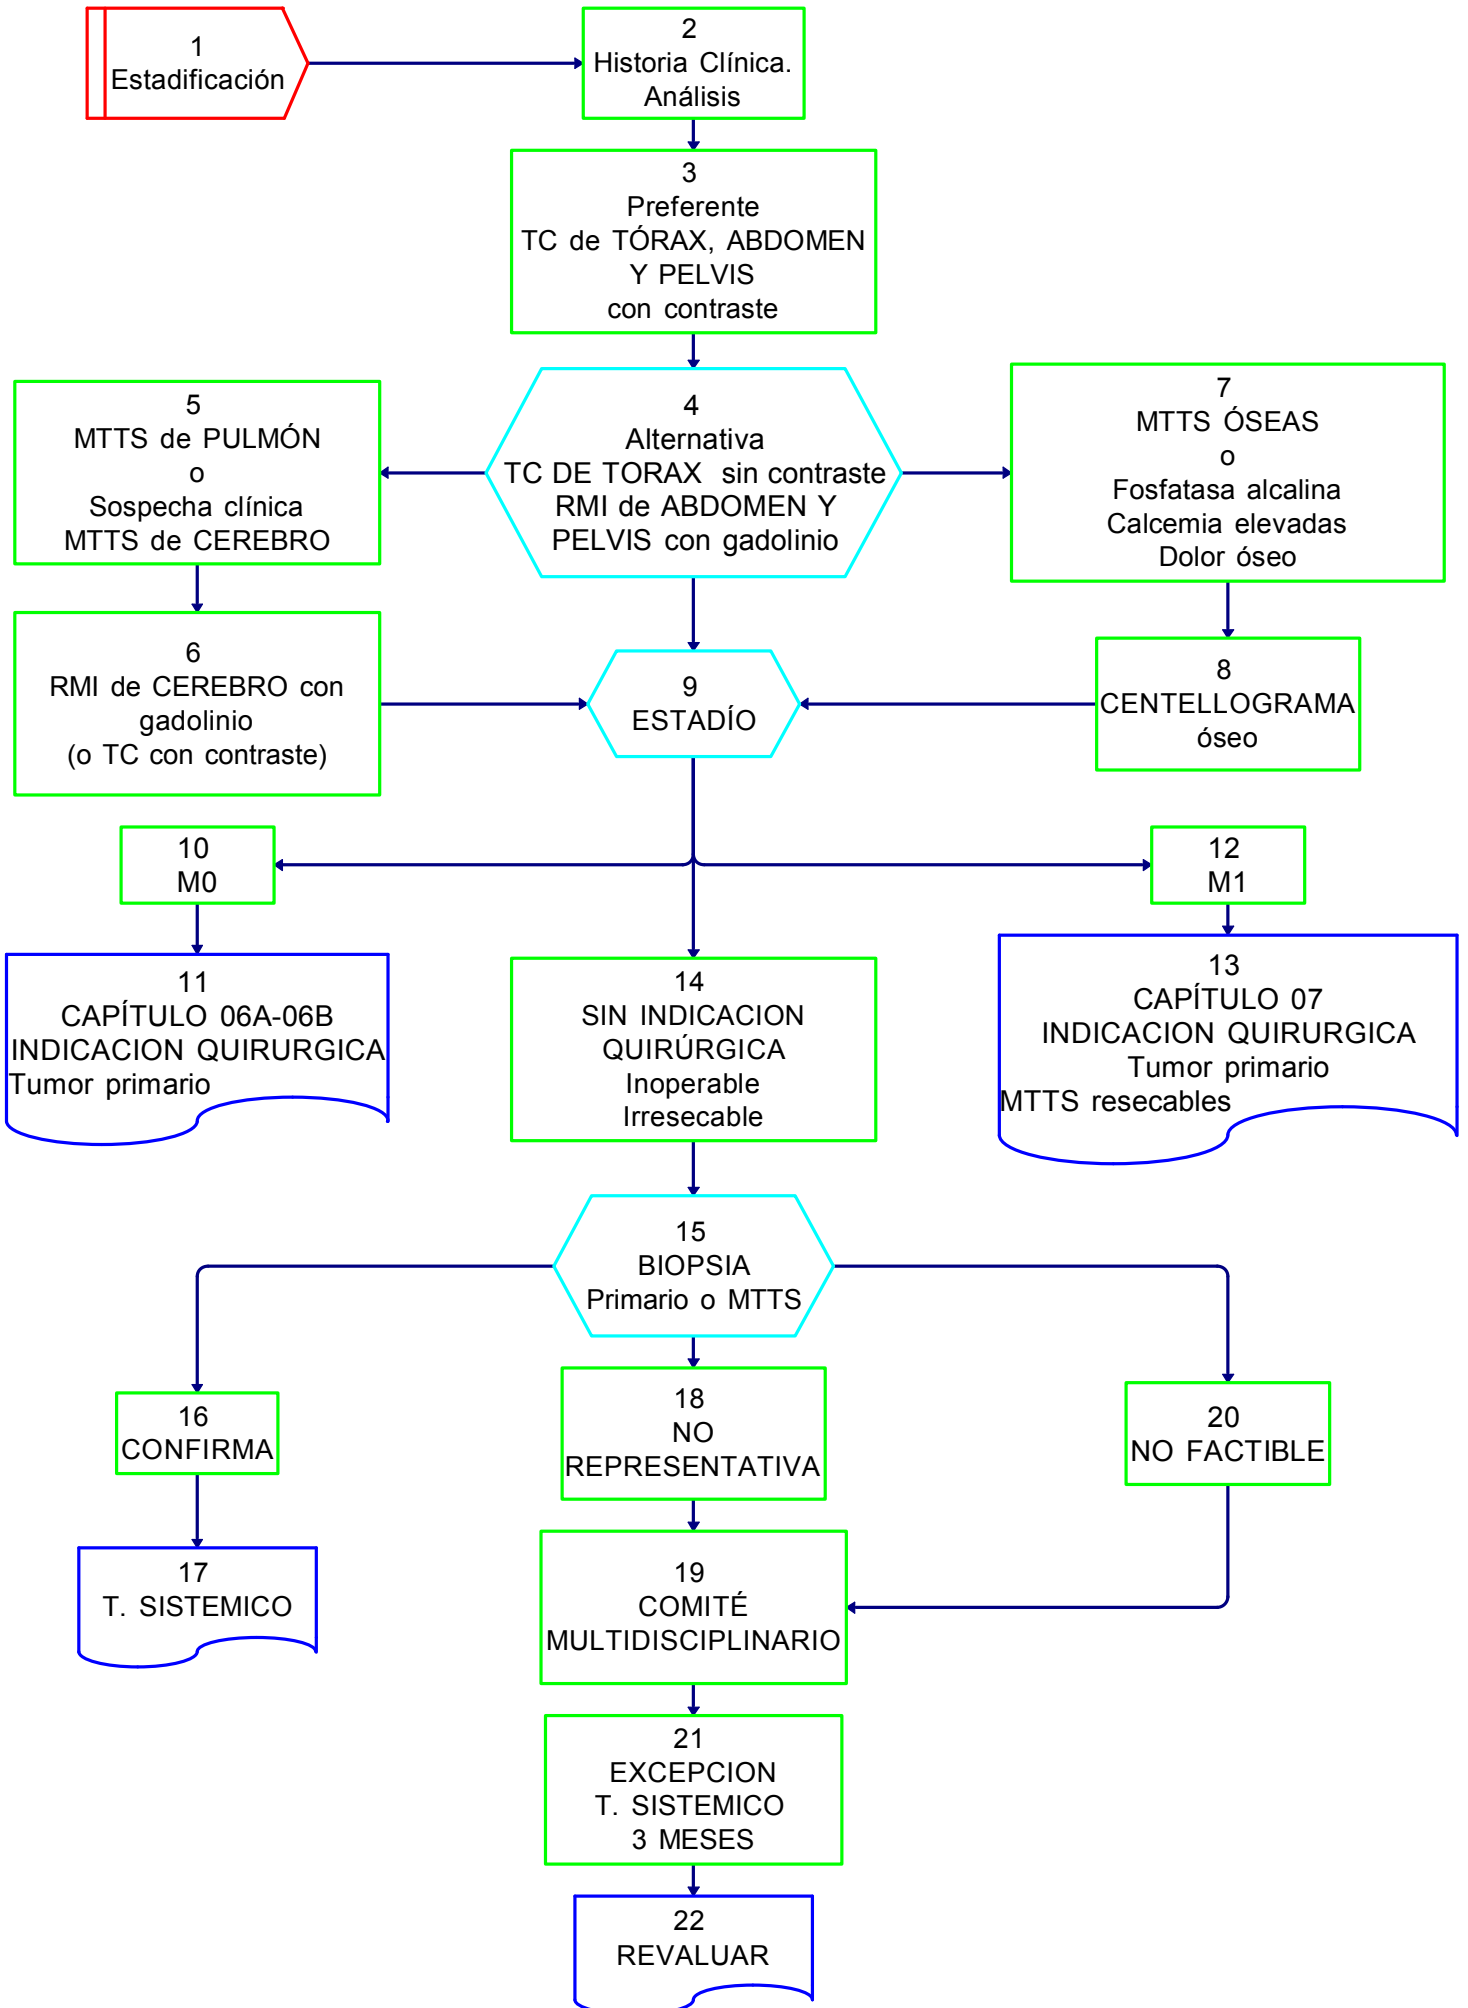 1
Estadificación
2
Historia Clínica.
Análisis
3
Preferente
TC de TÓRAX, ABDOMEN
Y PELVIS
con contraste
4
Alternativa
TC DE TORAX sin contraste
RMI de ABDOMEN Y
PELVIS con gadolinio
5
MTTS de PULMÓN
o
Sospecha clínica
MTTS de CEREBRO
6
RMI de CEREBRO con
gadolinio
(o TC con contraste)
7
MTTS ÓSEAS
o
Fosfatasa alcalina
Calcemia elevadas
Dolor óseo
8
CENTELLOGRAMA
óseo
9
ESTADÍO
10
M0
11
CAPÍTULO 06A-06B
INDICACION QUIRURGICA
Tumor primario
12
M1
13
CAPÍTULO 07
INDICACION QUIRURGICA
Tumor primario
MTTS resecables
14
SIN INDICACION
QUIRÚRGICA
Inoperable
Irresecable
15
BIOPSIA
Primario o MTTS
16
CONFIRMA
17
T. SISTEMICO
18
NO
REPRESENTATIVA
19
COMITÉ
MULTIDISCIPLINARIO
20
NO FACTIBLE
21
EXCEPCION
T. SISTEMICO
3 MESES
22
REVALUAR